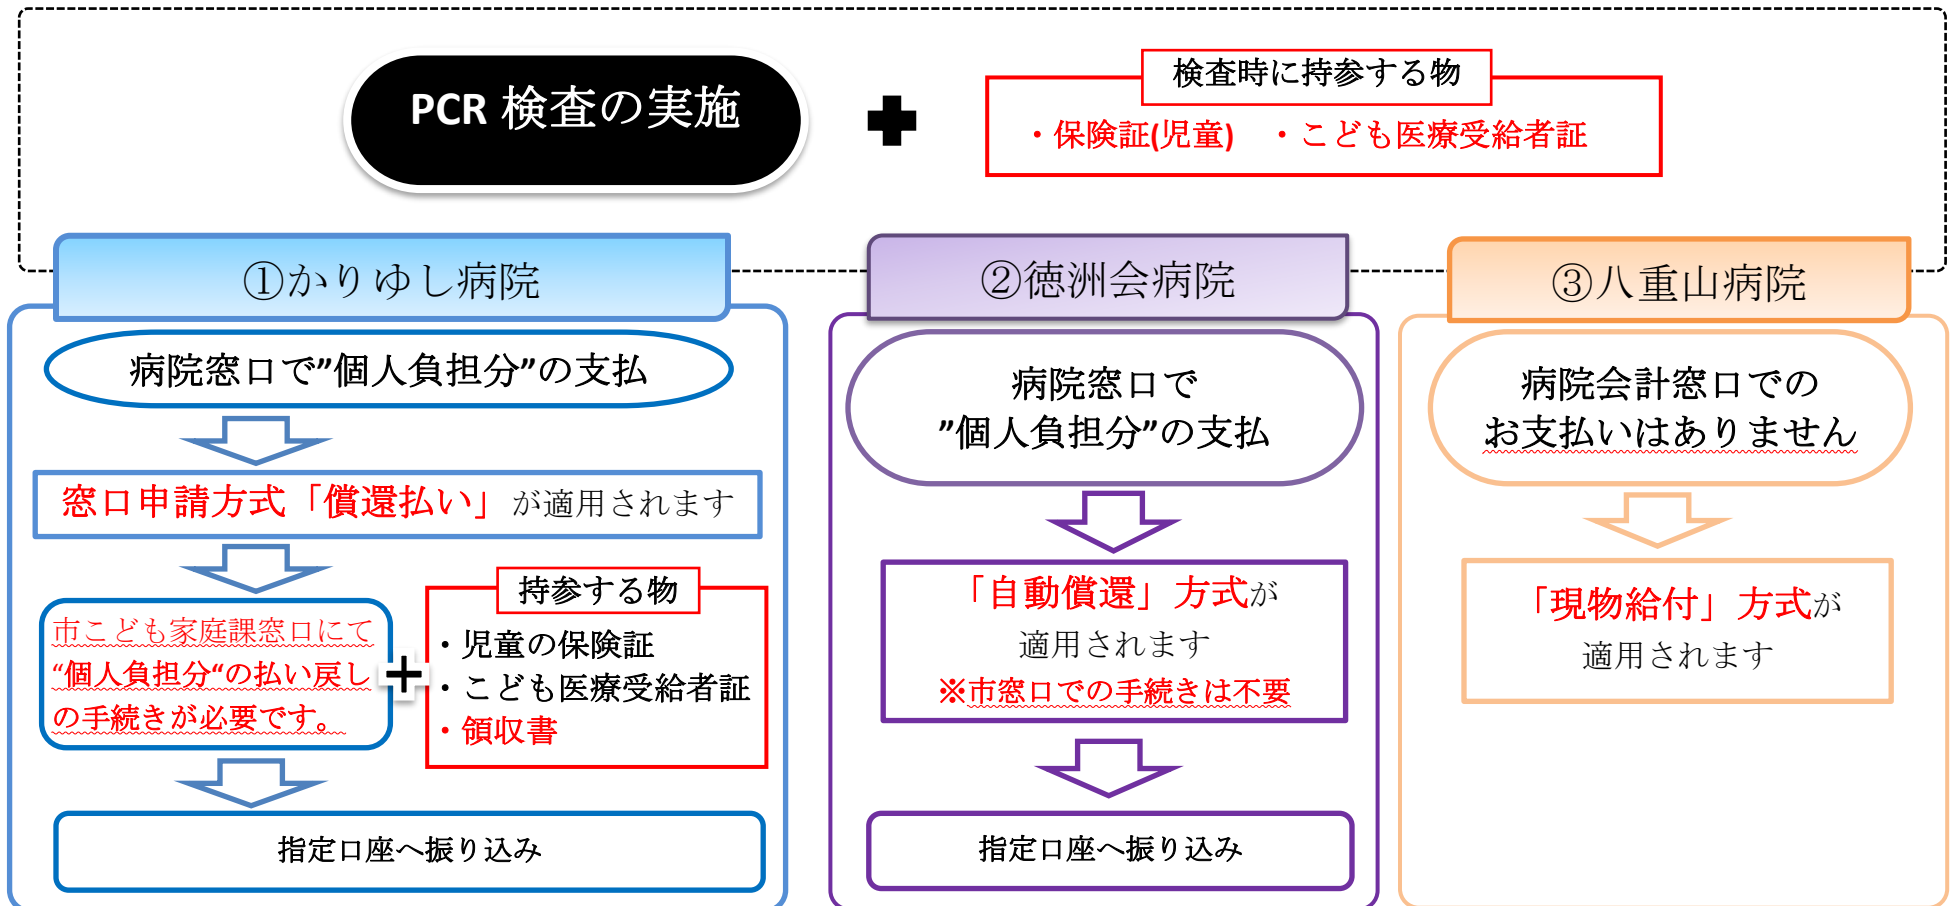 PCR 検査の実施
検査時に持参する物
・保険証(児童)　・こども医療受給者証
①かりゆし病院
病院窓口で”個人負担分”の支払
窓口申請方式「償還払い」が適用されます
市こども家庭課窓口にて
“個人負担分“の払い戻し
の手続きが必要です。
持参する物
・児童の保険証
・こども医療受給者証
・領収書
指定口座へ振り込み
②徳洲会病院
病院窓口で
”個人負担分”の支払
「自動償還」方式が
適用されます
※市窓口での手続きは不要
指定口座へ振り込み
③八重山病院
病院会計窓口での
お支払いはありません
「現物給付」方式が
適用されます